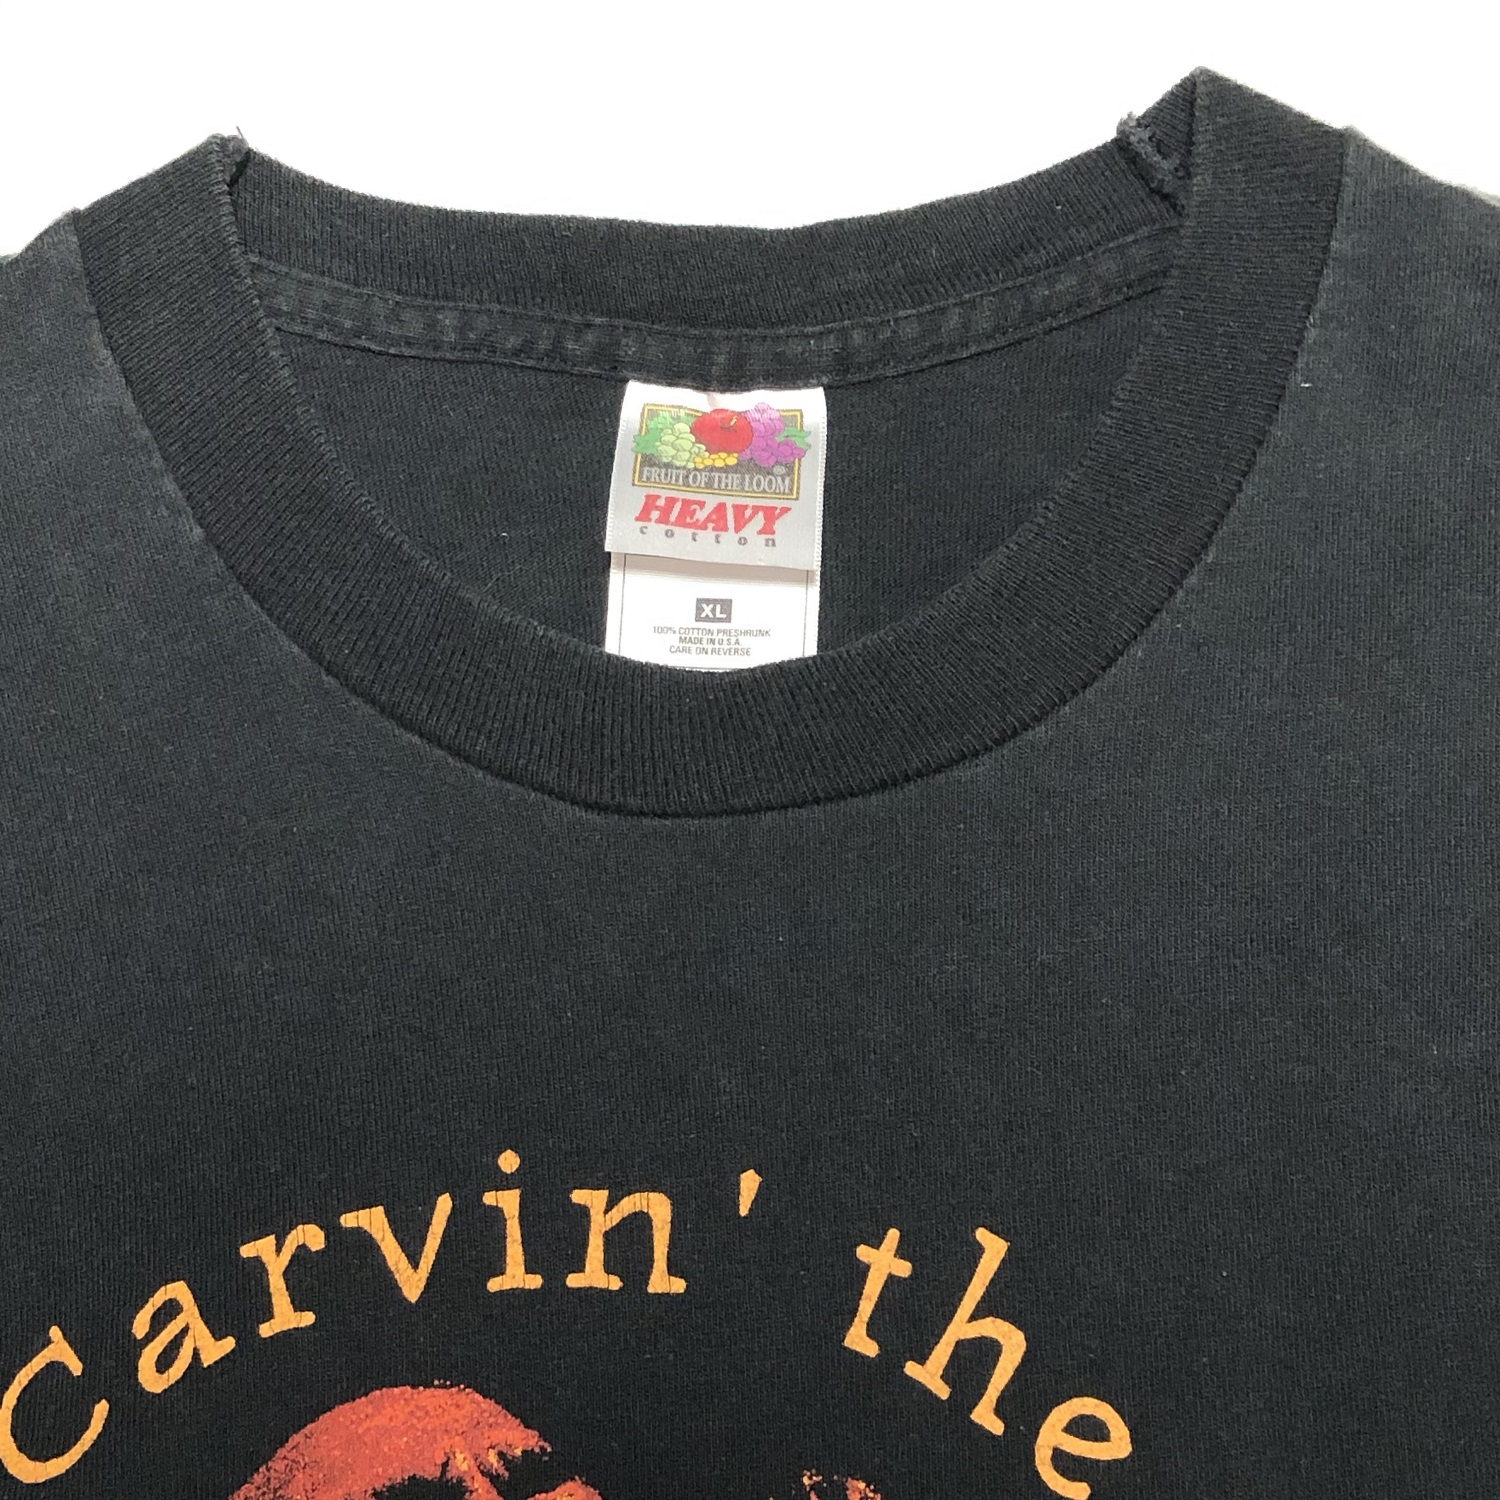 FRUIT OF THE LOOM®
HEAVY
cotton
XL
100% COTTON PRESHRUNK
MADE IN U.S.A.
CARE ON REVERSE
carvin' the